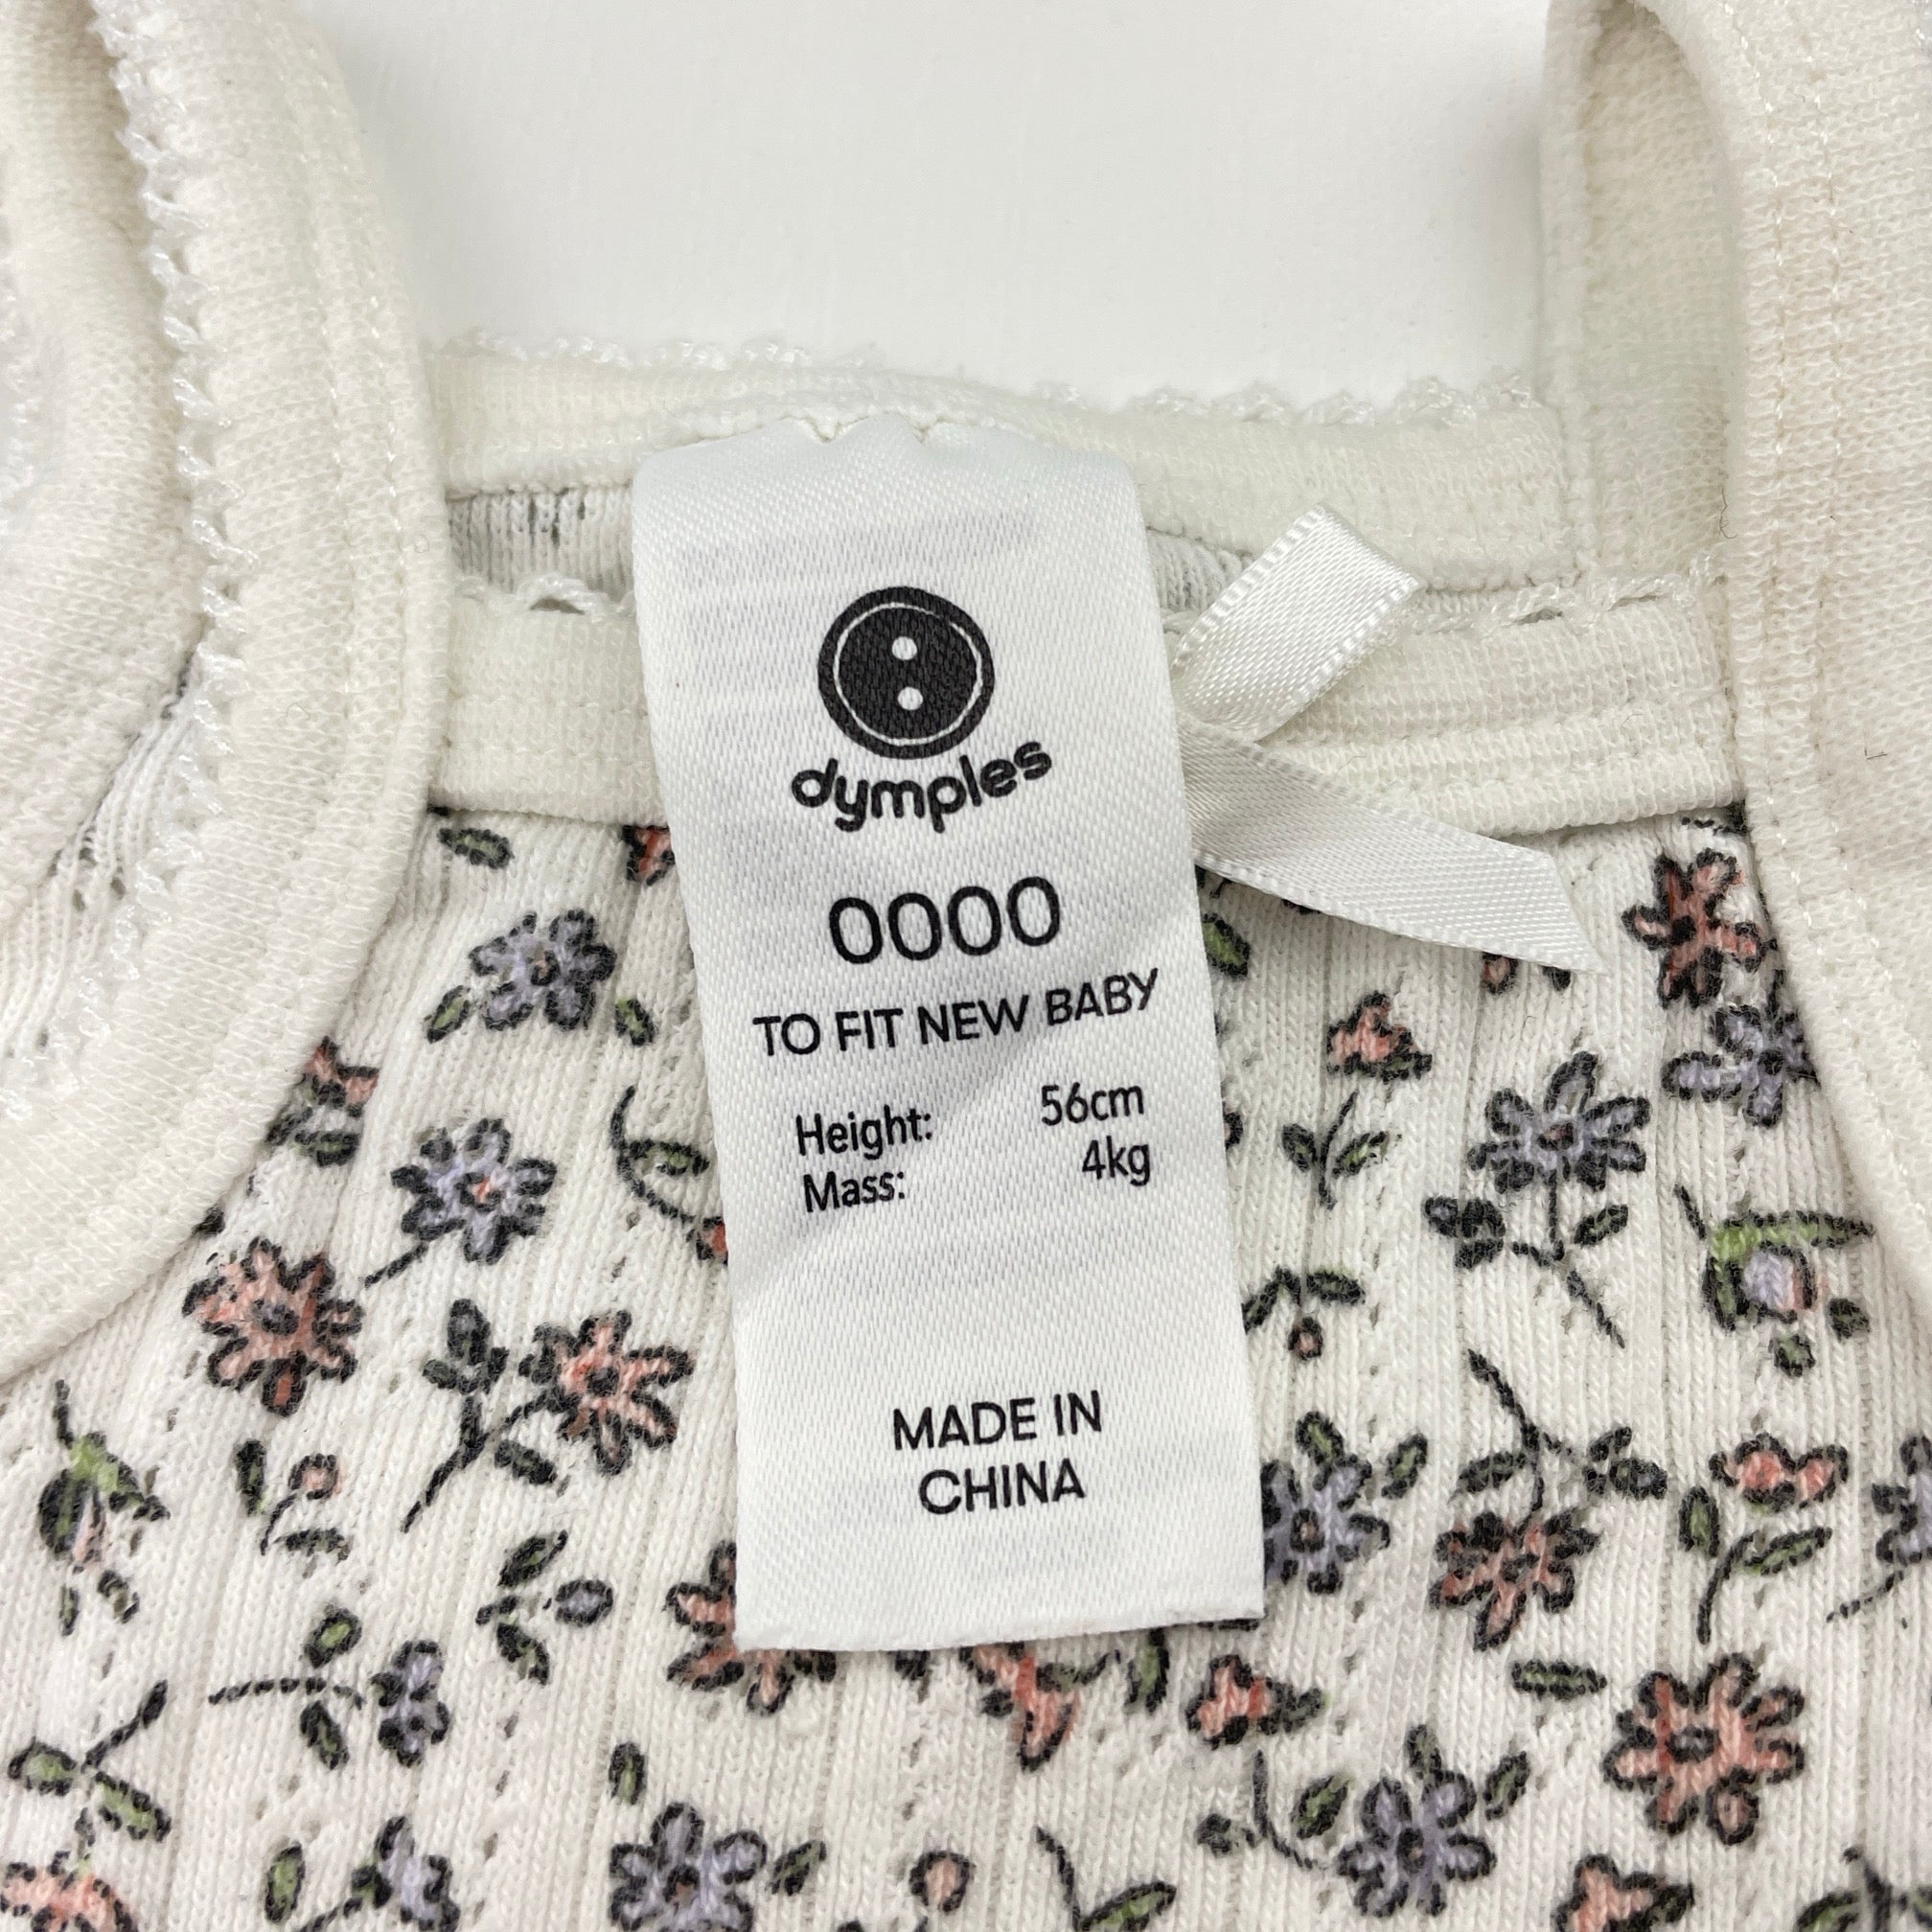 dymples
0000
TO FIT NEW BABY
Height: 56cm
Mass: 4kg
MADE IN
CHINA